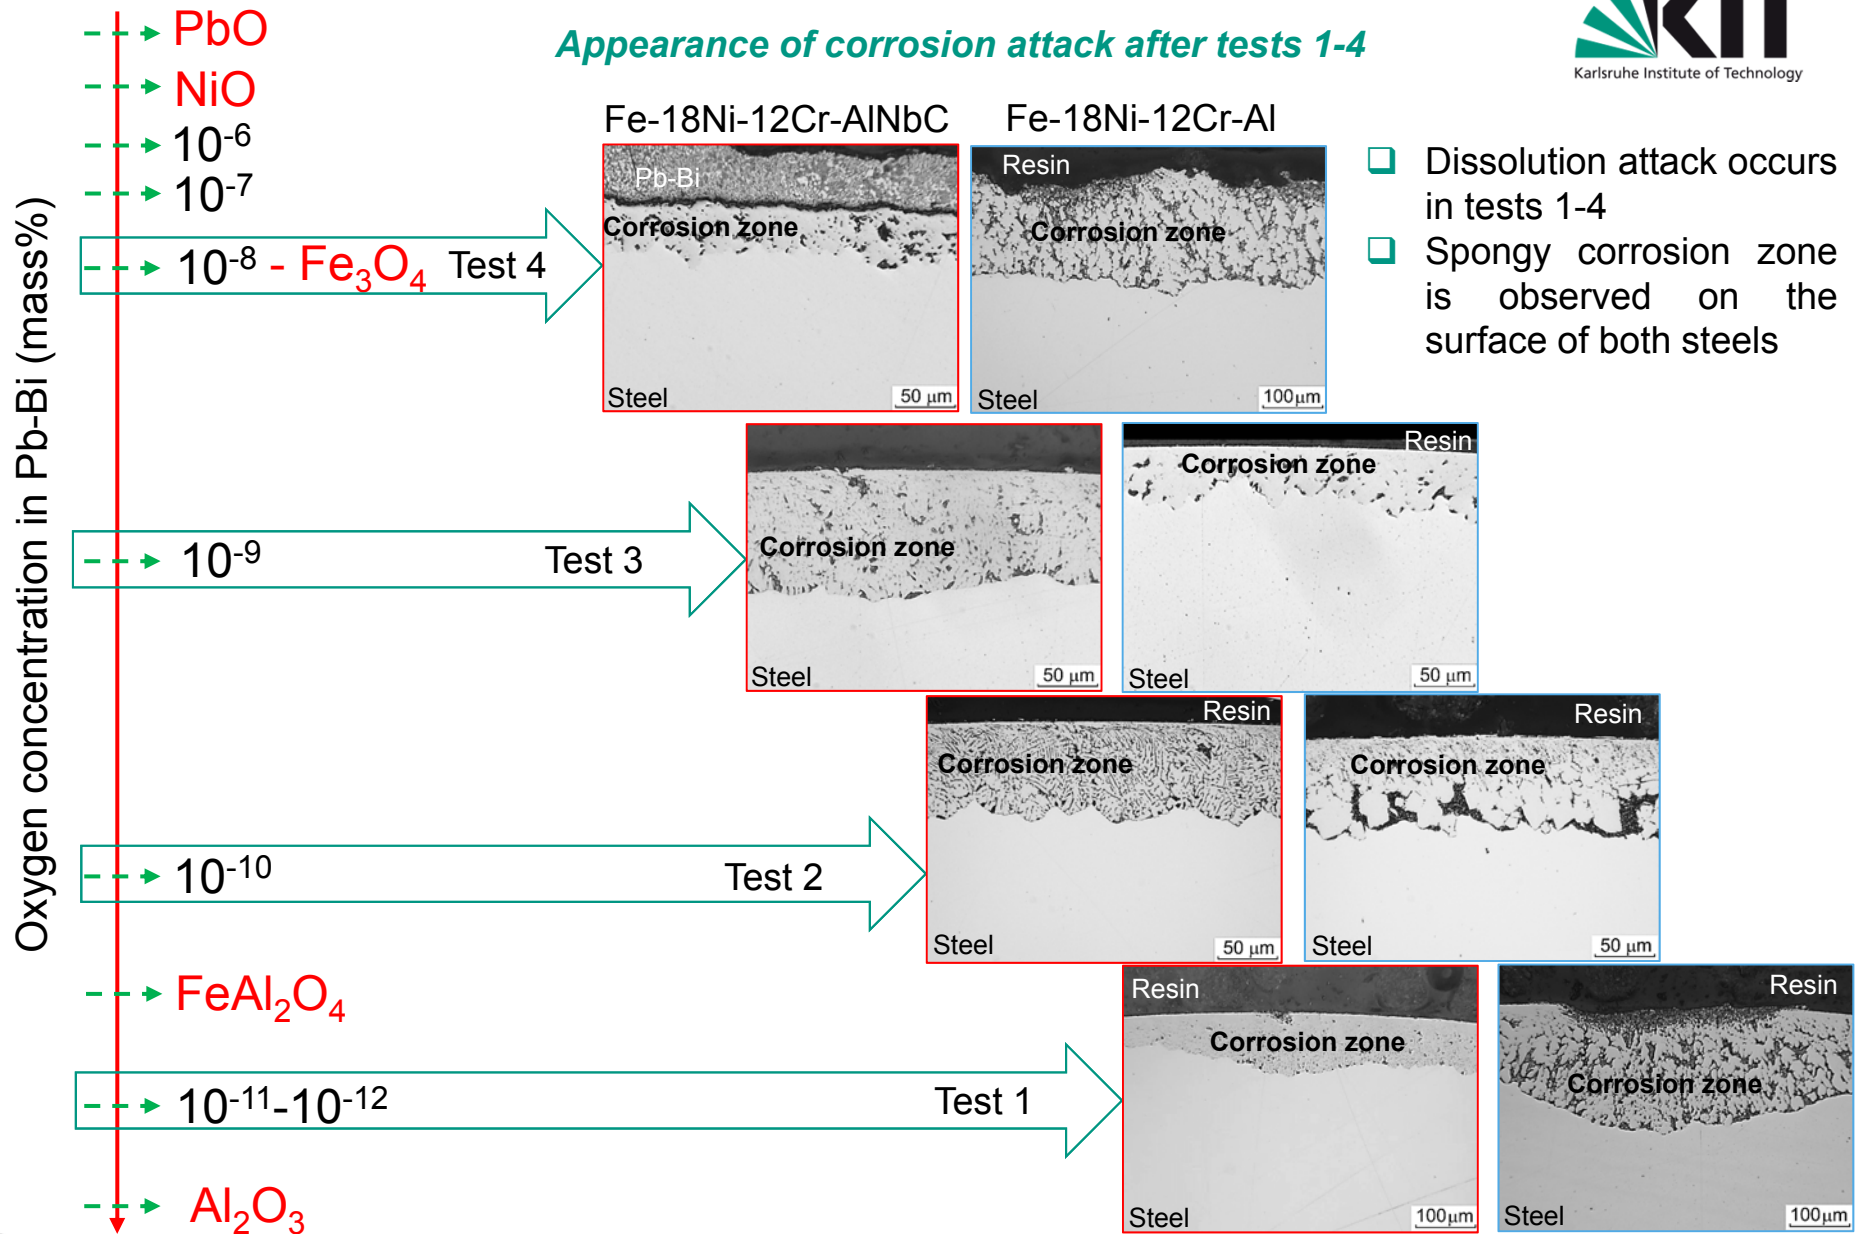 Appearance of corrosion attack after tests 1-4
KIT
Karlsruhe Institute of Technology
Oxygen concentration in Pb-Bi (mass%)
PbO
NiO
10⁻⁶
10⁻⁷
10⁻⁸ - Fe₃O₄ Test 4
Fe-18Ni-12Cr-AlNbC
Pb-Bi
Corrosion zone
Steel
50 µm
Fe-18Ni-12Cr-Al
Resin
Corrosion zone
Steel
100µm
❑ Dissolution attack occurs
in tests 1-4
❑ Spongy corrosion zone
is observed on the
surface of both steels
10⁻⁹ Test 3
Corrosion zone
Steel
50 µm
Resin
Corrosion zone
Steel
50 µm
10⁻¹⁰ Test 2
Resin
Corrosion zone
Steel
50 µm
Resin
Corrosion zone
Steel
50 µm
FeAl₂O₄
10⁻¹¹-10⁻¹² Test 1
Resin
Corrosion zone
Steel
100µm
Resin
Corrosion zone
Steel
100µm
Al₂O₃